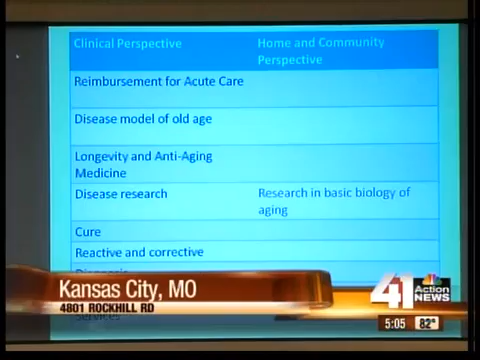 Clinical Perspective
Home and Community
Perspective
Reimbursement for Acute Care
Disease model of old age
Longevity and Anti-Aging
Medicine
Disease research
Research in basic biology of
aging
Cure
Reactive and corrective
Diagnosis
Kansas City, MO
4801 ROCKHILL RD
Services
41 Action
NEWS
5:05 82°